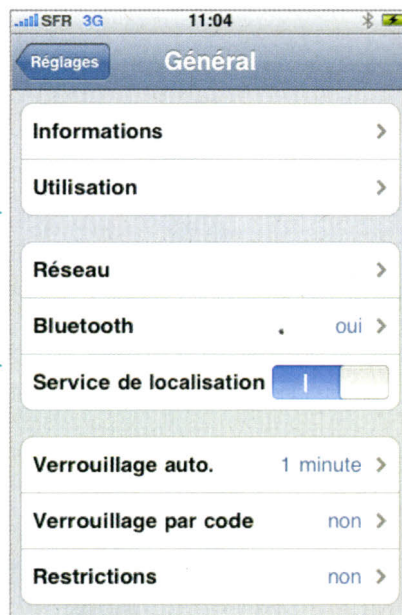 SFR 3G 11:04
Réglages Général
Informations
Utilisation
Réseau
Bluetooth oui
Service de localisation
Verrouillage auto. 1 minute
Verrouillage par code non
Restrictions non